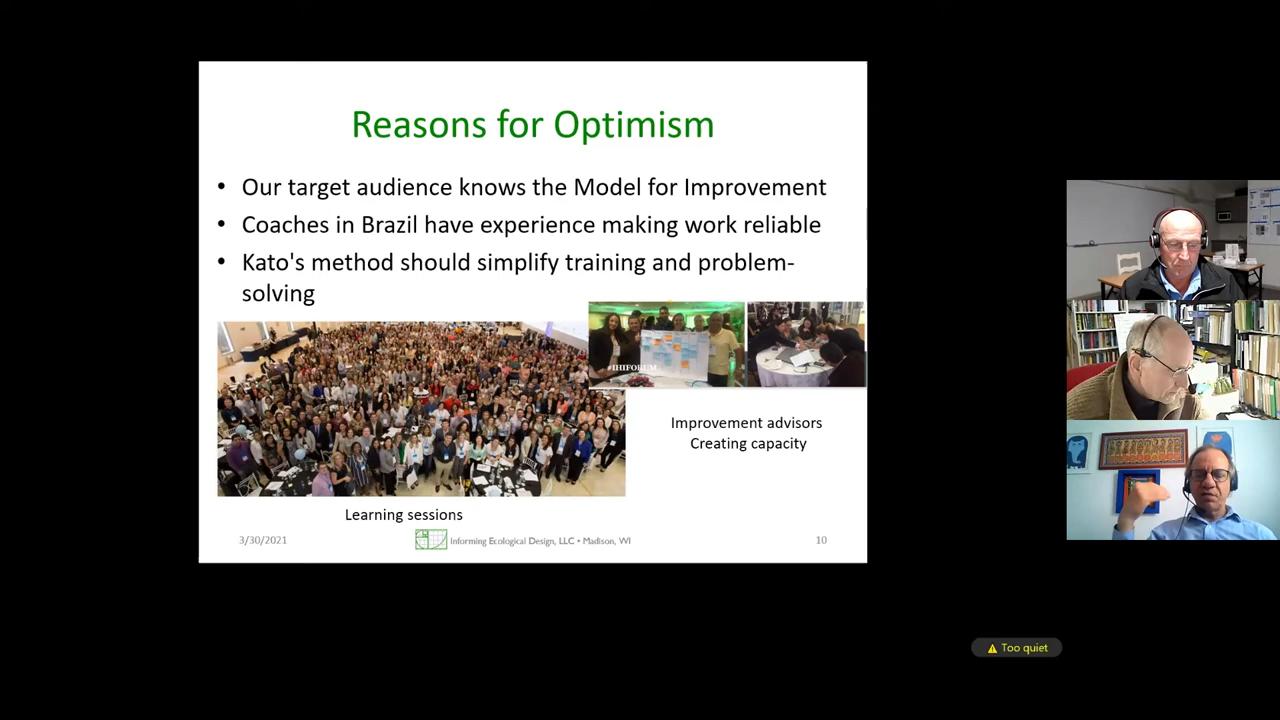 Reasons for Optimism
• Our target audience knows the Model for Improvement
• Coaches in Brazil have experience making work reliable
• Kato's method should simplify training and problem-
solving
#IHIFORUM
Improvement advisors
Creating capacity
Learning sessions
3/30/2021
Informing Ecological Design, LLC • Madison, WI
10
Too quiet